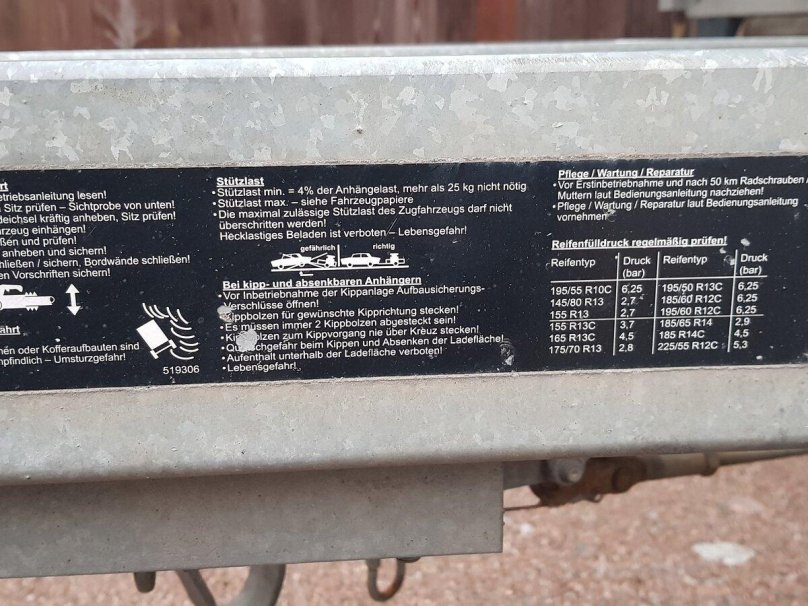 triebsanleitung lesen!
Sitz prüfen – Sichtprobe von unten!
deichsel kräftig anheben, Sitz prüfen!
rzeug einhängen!
eßen und prüfen!
anheben und sichern!
chließen / sichern, Bordwände schließen!
en Vorschriften sichern!
ährt
hen oder Kofferaufbauten sind
mpfindlich – Umsturzgefahr!
519306
Stützlast
• Stützlast min. = 4% der Anhängelast, mehr als 25 kg nicht nötig
• Stützlast max. – siehe Fahrzeugpapiere
• Die maximal zulässige Stützlast des Zugfahrzeugs darf nicht
überschritten werden!
Hecklastiges Beladen ist verboten – Lebensgefahr!
gefährlich richtig
Bei kipp- und absenkbaren Anhängern
• Vor Inbetriebnahme der Kippanlage Aufbausicherungs-
Verschlüsse öffnen!
Kippbolzen für gewünschte Kipprichtung stecken!
• Es müssen immer 2 Kippbolzen abgesteckt sein!
Kippbolzen zum Kippvorgang nie über Kreuz stecken!
• Quetschgefahr beim Kippen und Absenken der Ladefläche!
• Aufenthalt unterhalb der Ladefläche verboten!
• Lebensgefahr!
Pflege / Wartung / Reparatur
• Vor Erstinbetriebnahme und nach 50 km Radschrauben /
Muttern laut Bedienungsanleitung nachziehen!
• Pflege / Wartung / Reparatur laut Bedienungsanleitung
vornehmen
Reifenfülldruck regelmäßig prüfen!
Reifentyp Druck (bar) Reifentyp Druck (bar)
195/55 R10C 6,25 195/50 R13C 6,25
145/80 R13 2,7 185/60 R12C 6,25
155 R13 2,7 195/60 R12C 6,25
155 R13C 3,7 185/65 R14 2,9
165 R13C 4,5 185 R14C 4,5
175/70 R13 2,8 225/55 R12C 5,3